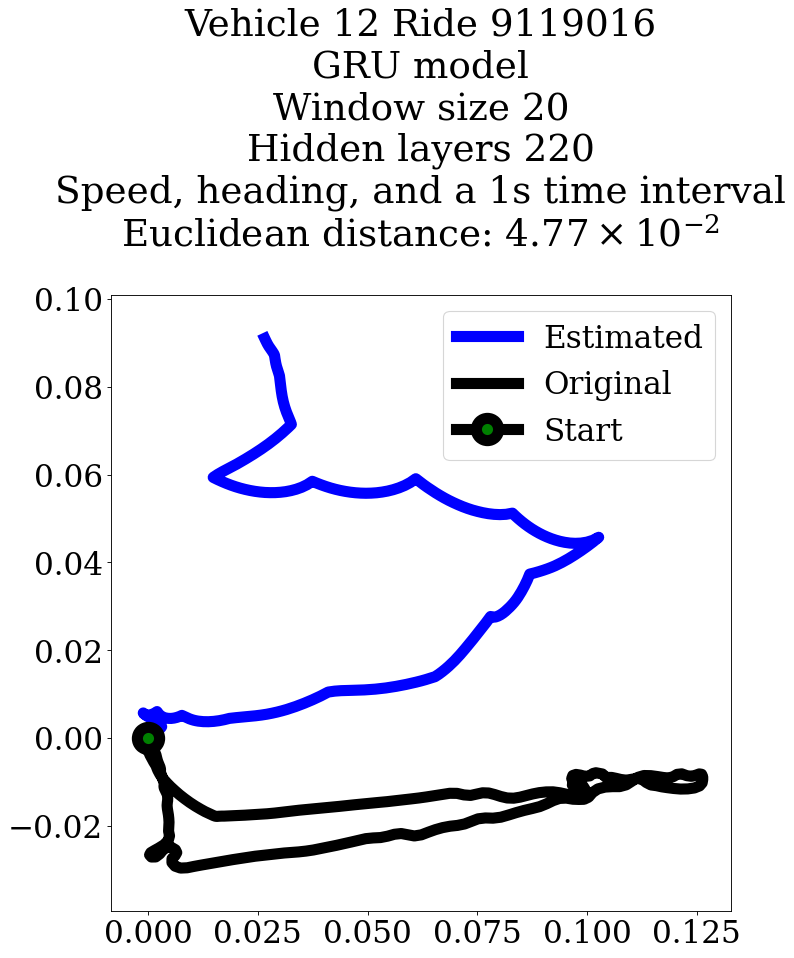 Vehicle 12 Ride 9119016
GRU model
Window size 20
Hidden layers 220
Speed, heading, and a 1s time interval
Euclidean distance: 4.77 × 10⁻²
Estimated
Original
Start
0.10
0.08
0.06
0.04
0.02
0.00
−0.02
0.000 0.025 0.050 0.075 0.100 0.125